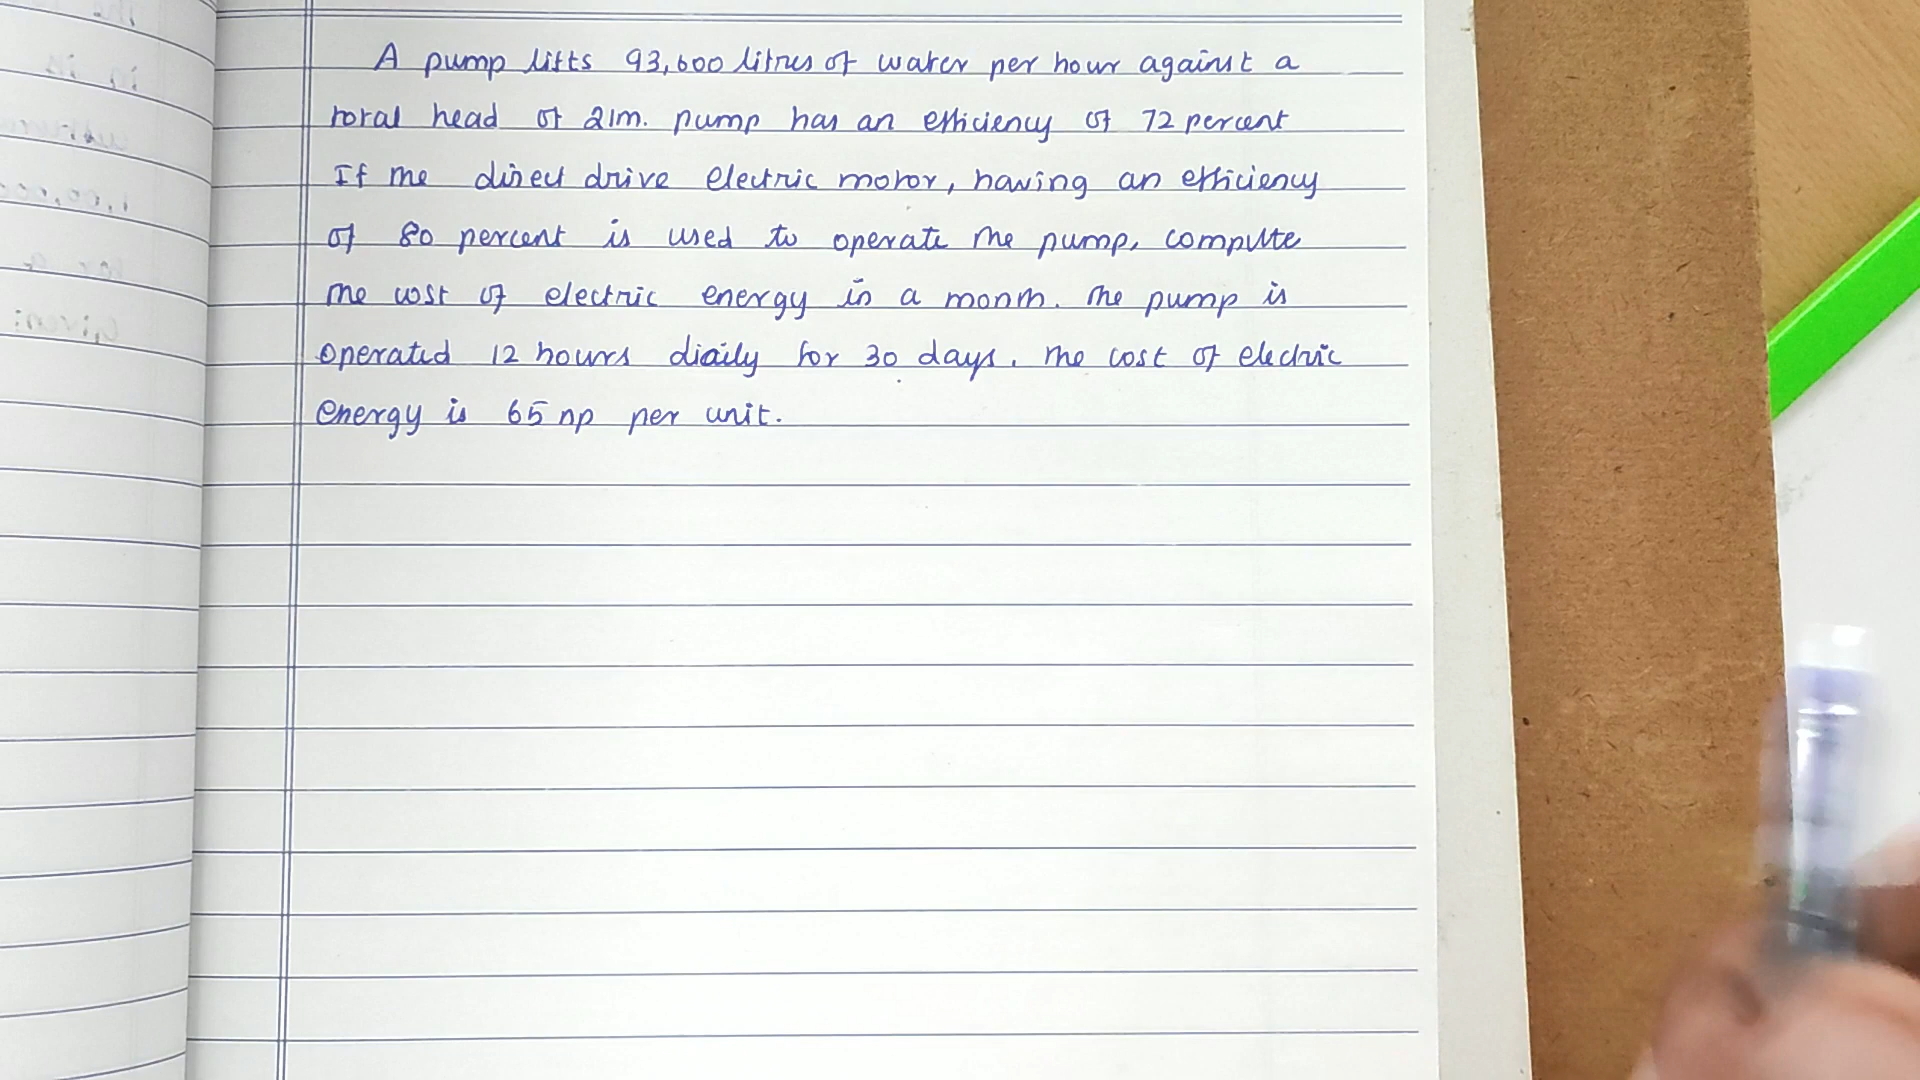 A pump lifts 93,600 litres of water per hour against a
total head of 21m. pump has an efficiency of 72 percent
If the direct drive electric motor, having an efficiency
of 80 percent is used to operate the pump, compute
the cost of electric energy in a month. The pump is
operated 12 hours diaily for 30 days. The cost of electric
energy is 65 np per unit.